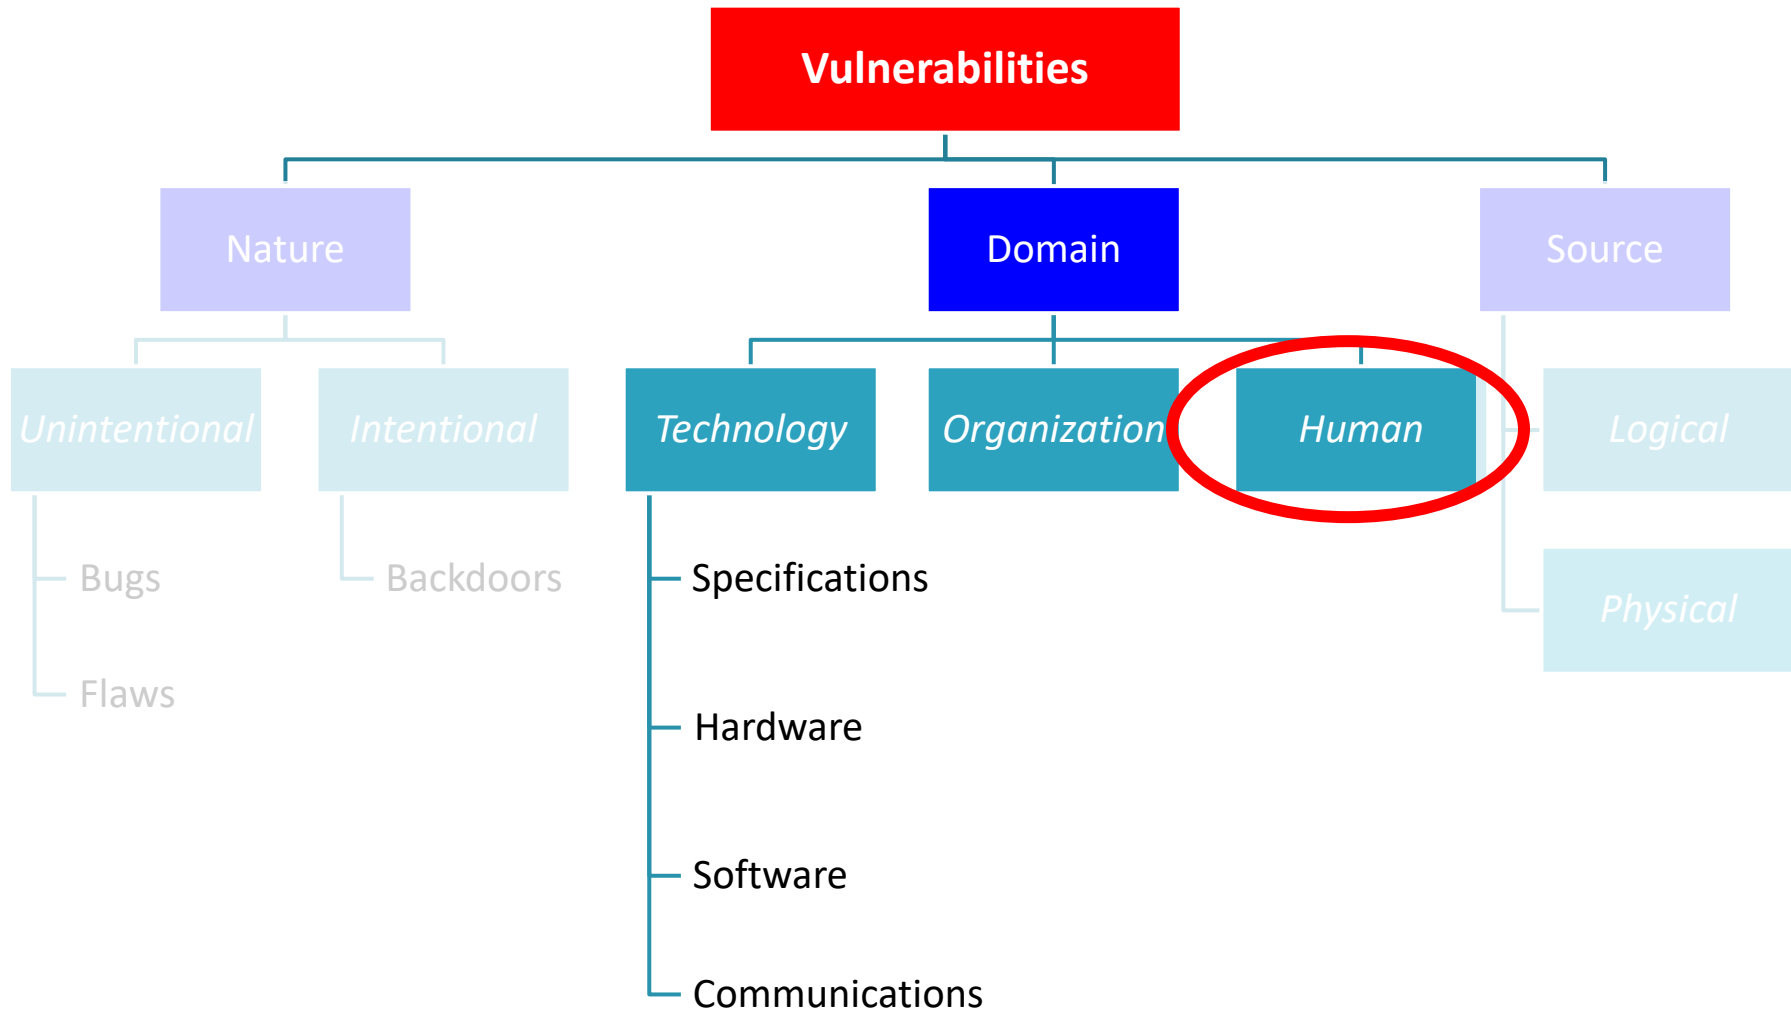 Vulnerabilities
Nature
Domain
Source
Unintentional
Intentional
Technology
Organization
Human
Logical
Bugs
Backdoors
Specifications
Physical
Flaws
Hardware
Software
Communications